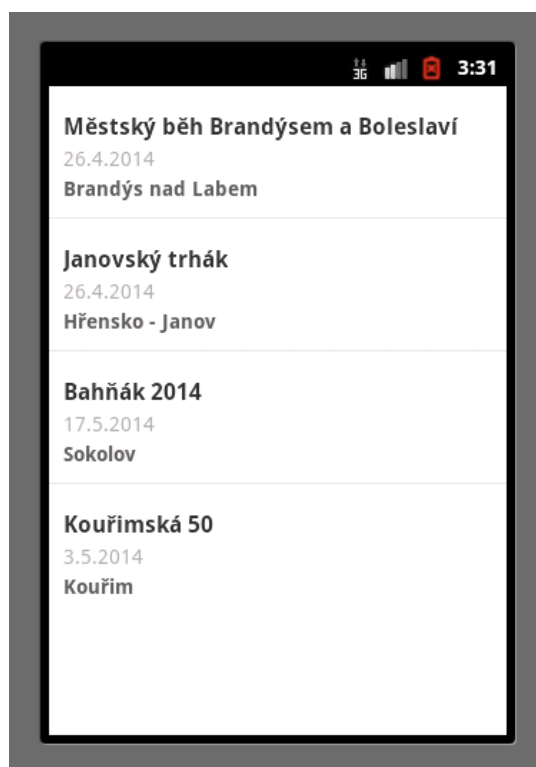 3G 3:31
Městský běh Brandýsem a Boleslaví
26.4.2014
Brandýs nad Labem
Janovský trhák
26.4.2014
Hřensko - Janov
Bahňák 2014
17.5.2014
Sokolov
Kouřimská 50
3.5.2014
Kouřim